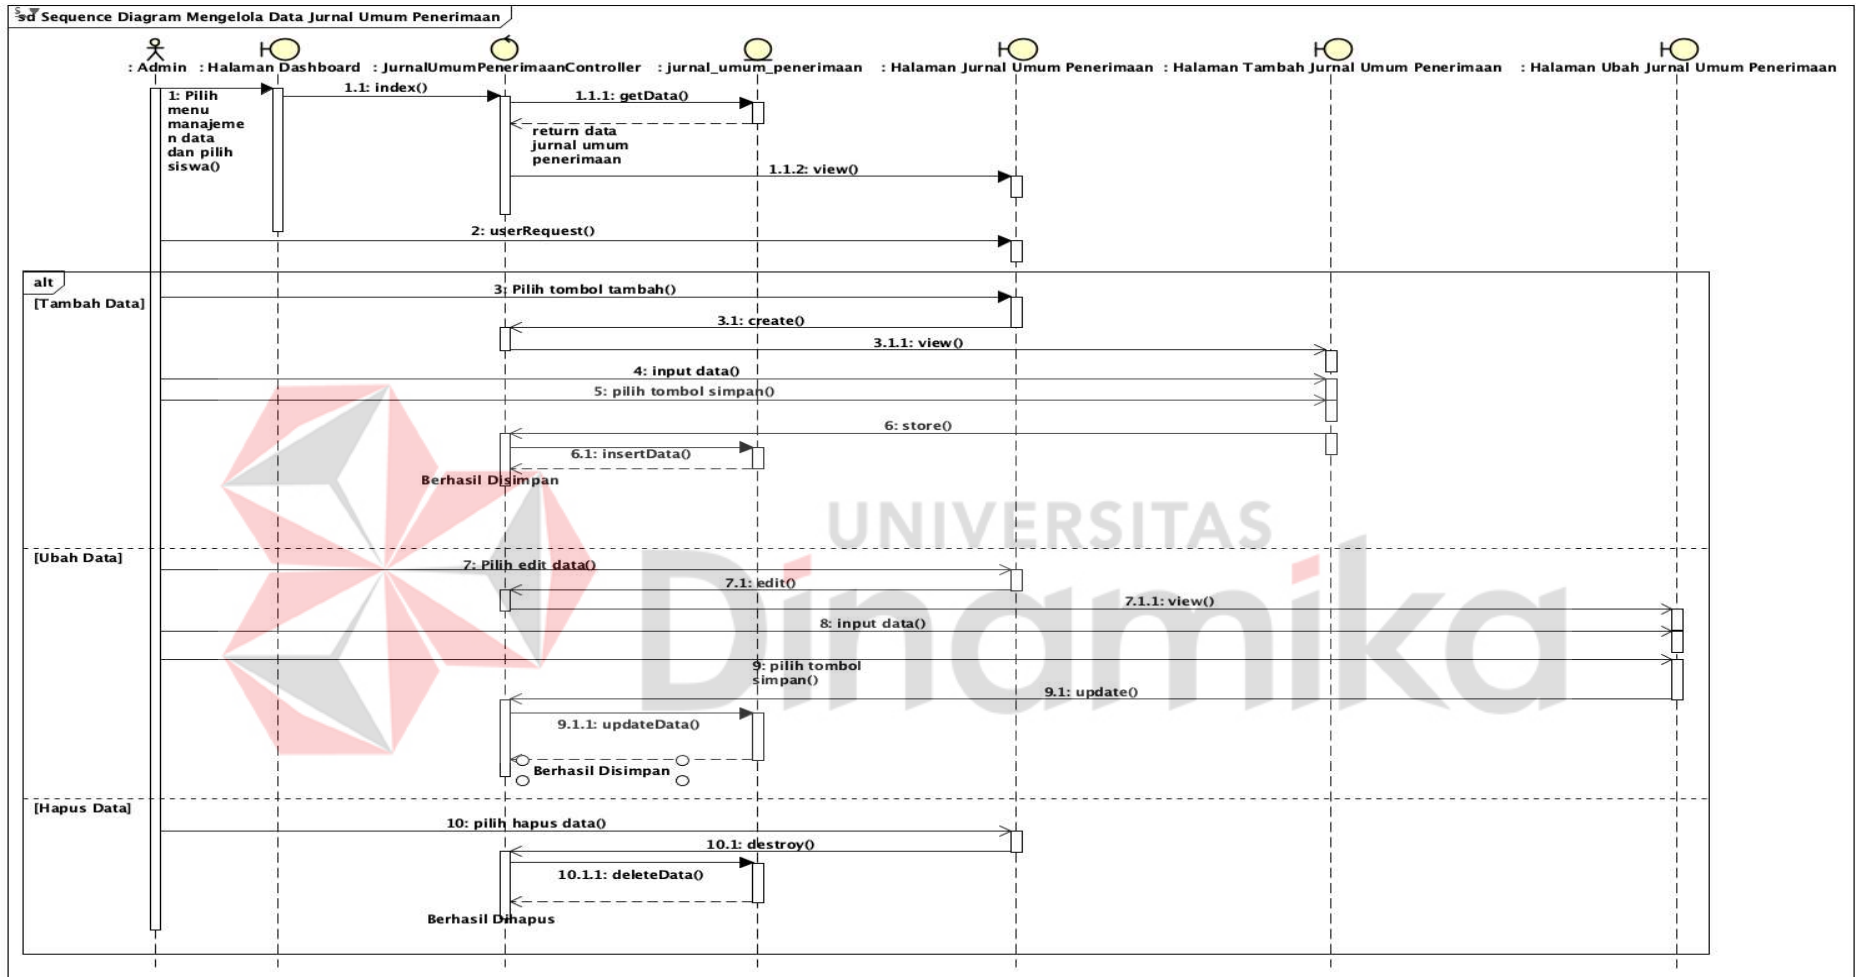 sd Sequence Diagram Mengelola Data Jurnal Umum Penerimaan
: Admin
: Halaman Dashboard
: JurnalUmumPenerimaanController
: jurnal_umum_penerimaan
: Halaman Jurnal Umum Penerimaan
: Halaman Tambah Jurnal Umum Penerimaan
: Halaman Ubah Jurnal Umum Penerimaan
1: Pilih
menu
manajeme
n data
dan pilih
siswa()
1.1: index()
1.1.1: getData()
return data
jurnal umum
penerimaan
1.1.2: view()
2: userRequest()
alt
[Tambah Data]
3: Pilih tombol tambah()
3.1: create()
3.1.1: view()
4: input data()
5: pilih tombol simpan()
6: store()
6.1: insertData()
Berhasil Disimpan
UNIVERSITAS
Dinamika
[Ubah Data]
7: Pilih edit data()
7.1: edit()
7.1.1: view()
8: input data()
9: pilih tombol
simpan()
9.1: update()
9.1.1: updateData()
Berhasil Disimpan
[Hapus Data]
10: pilih hapus data()
10.1: destroy()
10.1.1: deleteData()
Berhasil Dihapus